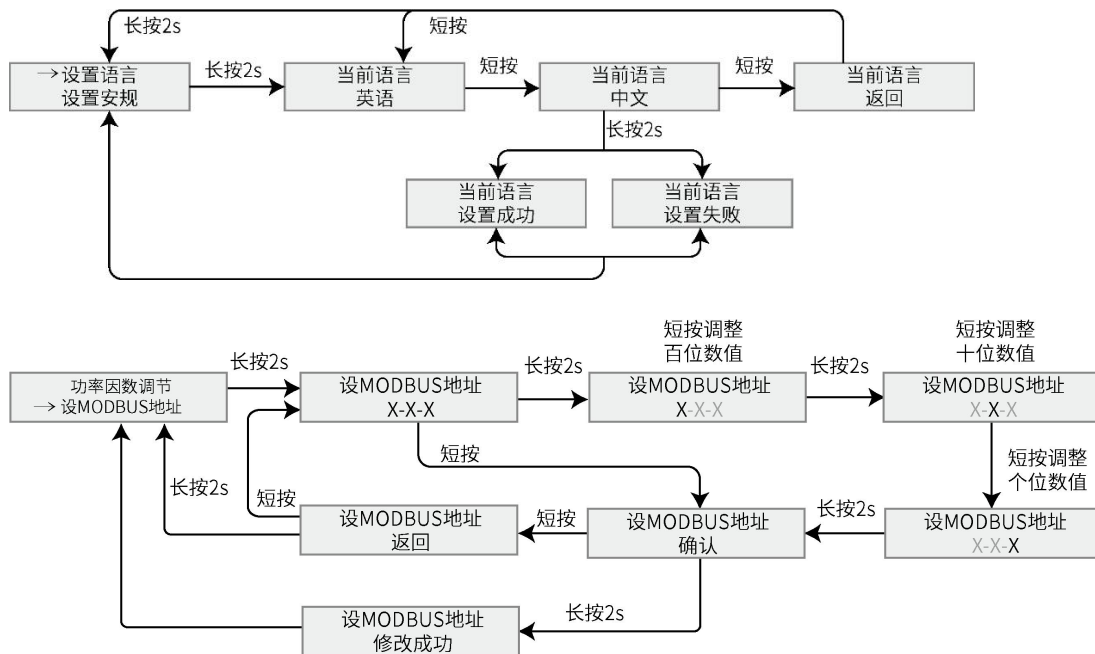 长按2s
短按
→设置语言
设置安规
长按2s
当前语言
英语
短按
当前语言
中文
短按
当前语言
返回
长按2s
当前语言
设置成功
当前语言
设置失败
短按调整
百位数值
短按调整
十位数值
功率因数调节
→ 设MODBUS地址
长按2s
设MODBUS地址
X-X-X
长按2s
设MODBUS地址
X-X-X
长按2s
设MODBUS地址
X-X-X
短按
短按调整
个位数值
长按2s
短按
设MODBUS地址
返回
短按
设MODBUS地址
确认
长按2s
设MODBUS地址
X-X-X
长按2s
设MODBUS地址
修改成功